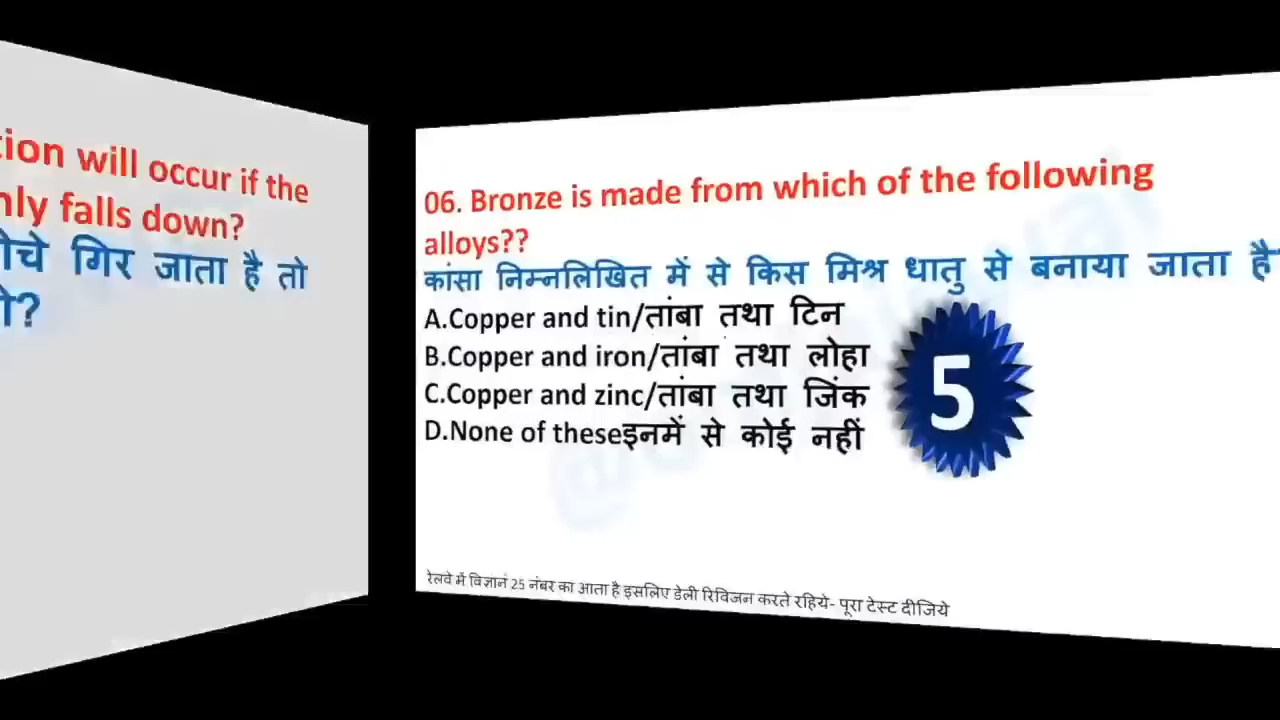 tion will occur if the
nly falls down?
ीचे गिर जाता है तो
ो?
06. Bronze is made from which of the following
alloys??
कांसा निम्नलिखित में से किस मिश्र धातु से बनाया जाता है
A.Copper and tin/तांबा तथा टिन
B.Copper and iron/तांबा तथा लोहा
C.Copper and zinc/तांबा तथा जिंक
D.None of theseइनमें से कोई नहीं
5
रेलवे में विज्ञान 25 नंबर का आता है इसलिए डेली रिविजन करते रहिये- पूरा टेस्ट दीजिये